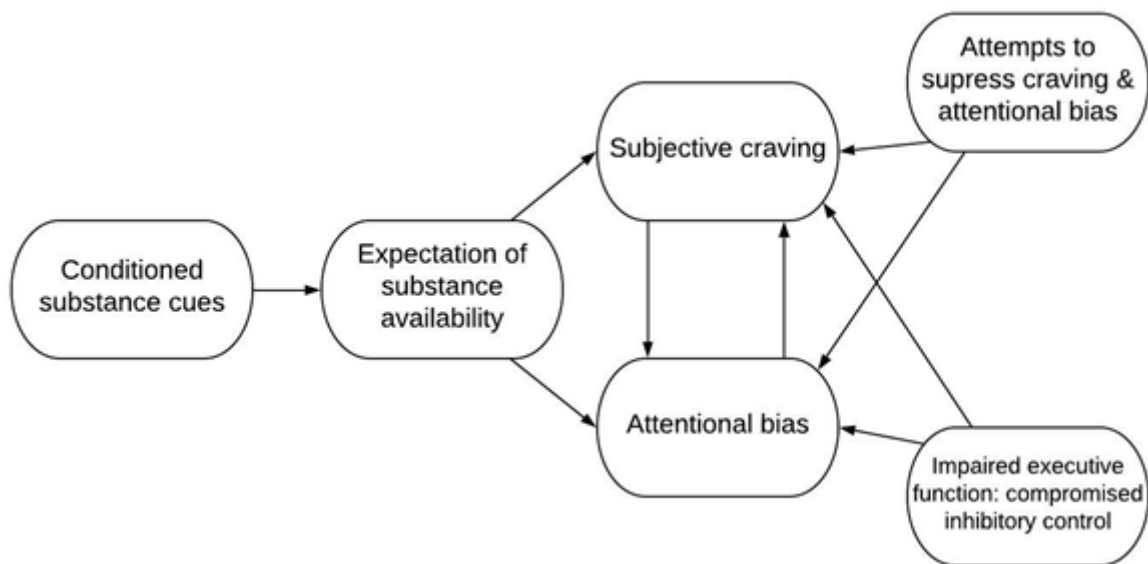 Attempts to
supress craving &
attentional bias
Subjective craving
Conditioned
substance cues
Expectation of
substance
availability
Attentional bias
Impaired executive
function: compromised
inhibitory control